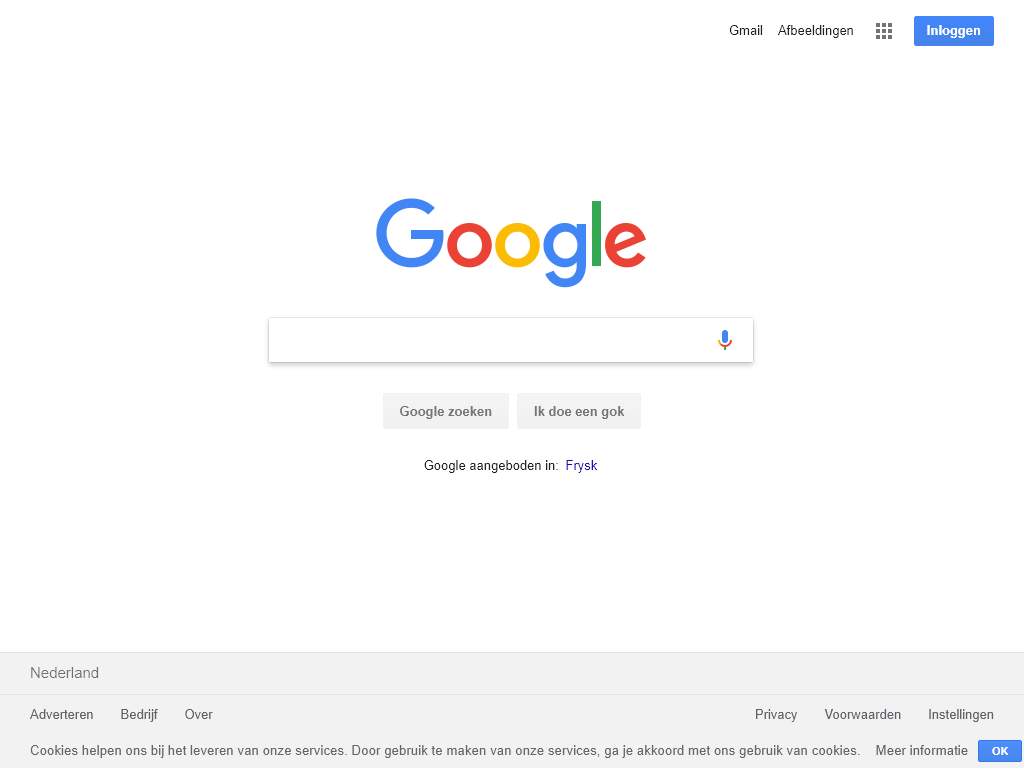 Gmail Afbeeldingen Inloggen
Google
Google zoeken Ik doe een gok
Google aangeboden in: Frysk
Nederland
Adverteren Bedrijf Over Privacy Voorwaarden Instellingen
Cookies helpen ons bij het leveren van onze services. Door gebruik te maken van onze services, ga je akkoord met ons gebruik van cookies. Meer informatie OK